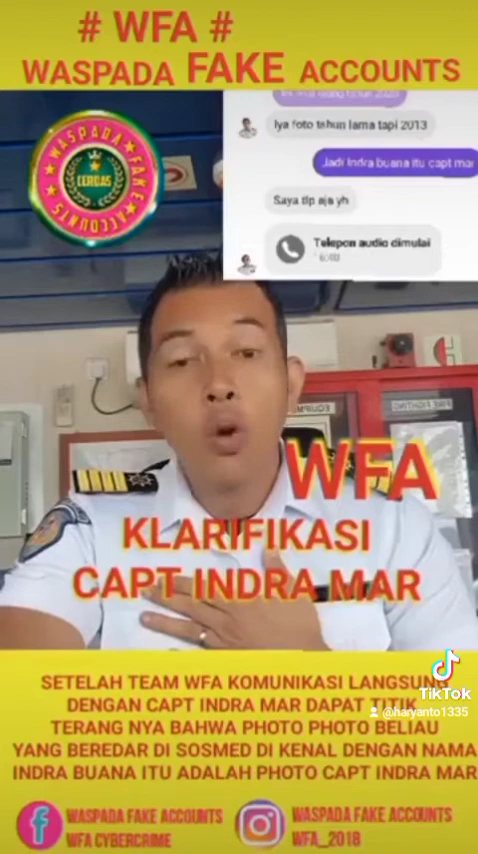 # WFA #
WASPADA FAKE ACCOUNTS
WASPADA FAKE ACCOUNTS
CERDAS
Iya foto tahun lama tapi 2013
Jadi Indra buana itu capt mar
Saya tlp aja yh
Telepon audio dimulai
WFA
KLARIFIKASI
CAPT INDRA MAR
TikTok
@haryanto1335
SETELAH TEAM WFA KOMUNIKASI LANGSUNG
DENGAN CAPT INDRA MAR DAPAT TITIK
TERANG NYA BAHWA PHOTO PHOTO BELIAU
YANG BEREDAR DI SOSMED DI KENAL DENGAN NAMA
INDRA BUANA ITU ADALAH PHOTO CAPT INDRA MAR
WASPADA FAKE ACCOUNTS
WFA CYBERCRIME
WASPADA FAKE ACCOUNTS
WFA_2018